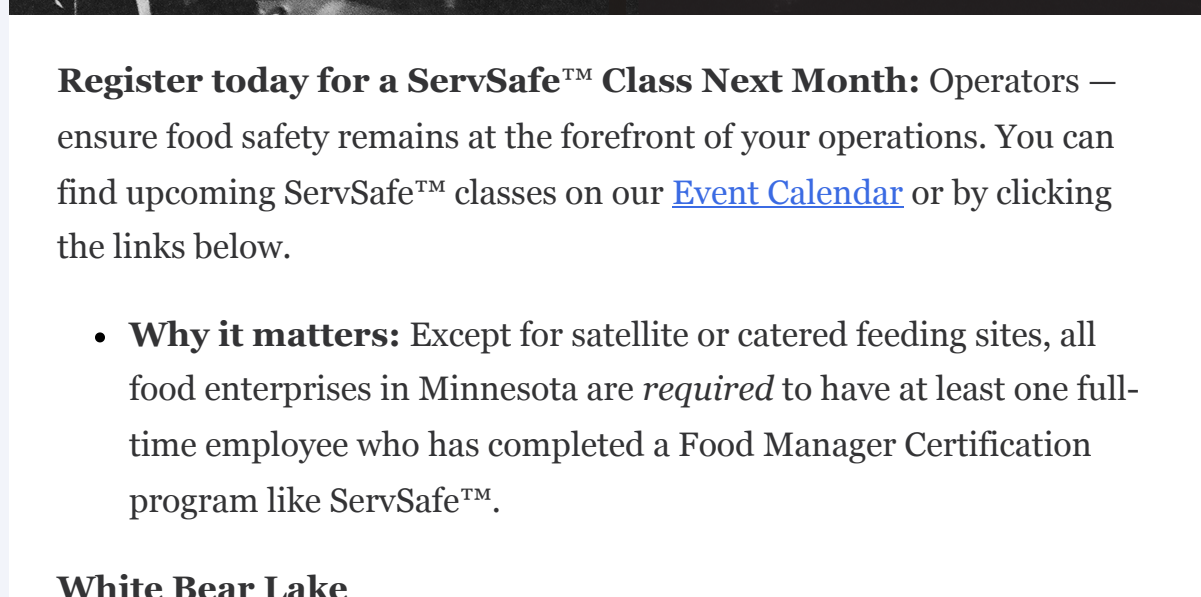 Register today for a ServSafe™ Class Next Month: Operators —
ensure food safety remains at the forefront of your operations. You can
find upcoming ServSafe™ classes on our Event Calendar or by clicking
the links below.
• Why it matters: Except for satellite or catered feeding sites, all
food enterprises in Minnesota are required to have at least one full-
time employee who has completed a Food Manager Certification
program like ServSafe™.
White Bear Lake